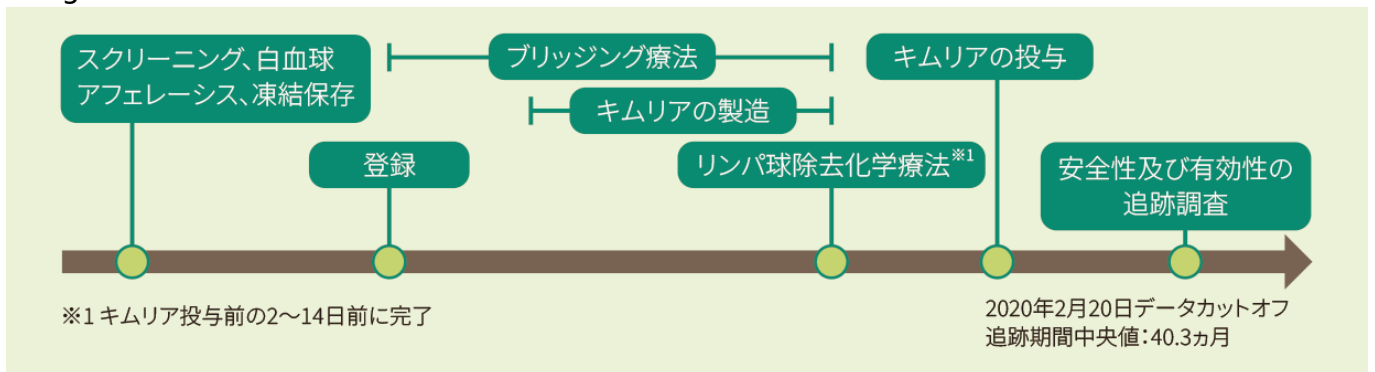 スクリーニング、白血球
アフェレーシス、凍結保存
ブリッジング療法
キムリアの投与
キムリアの製造
登録
リンパ球除去化学療法※1
安全性及び有効性の
追跡調査
※1 キムリア投与前の2～14日前に完了
2020年2月20日データカットオフ
追跡期間中央値：40.3ヵ月